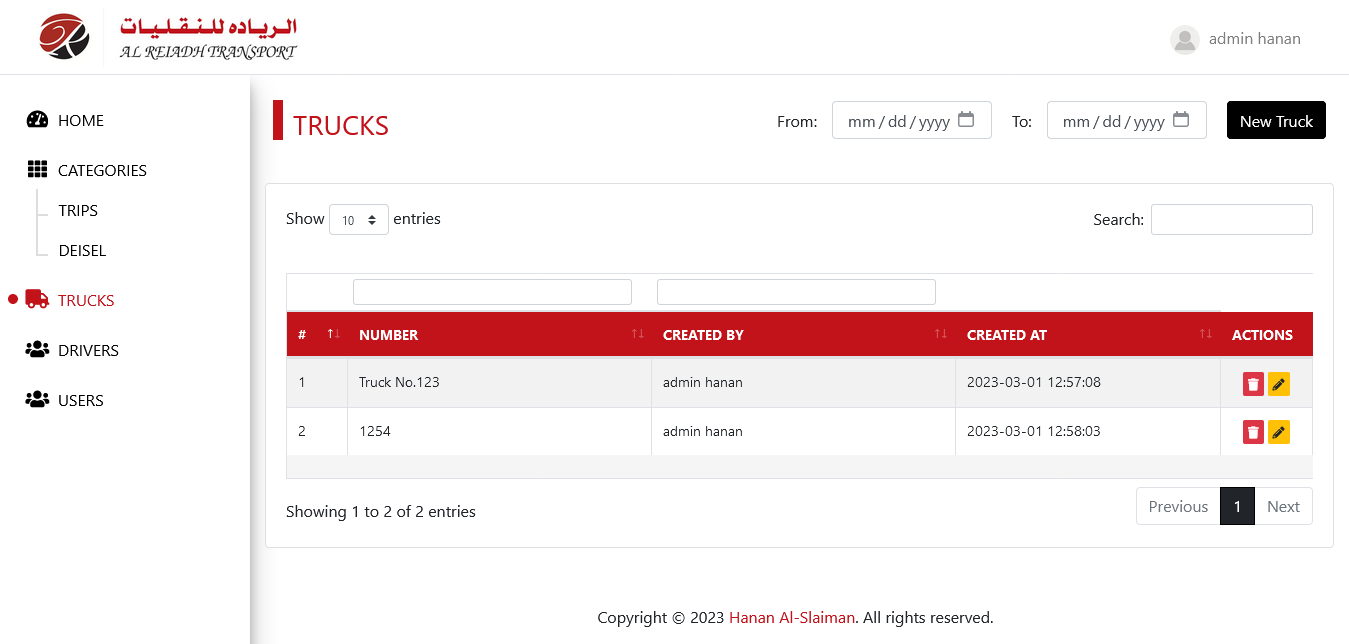 الرياده للنقليات
AL REIADH TRANSPORT
admin hanan
HOME
CATEGORIES
TRIPS
DEISEL
TRUCKS
DRIVERS
USERS
TRUCKS
From: mm/dd/yyyy To: mm/dd/yyyy New Truck
Show 10 entries Search:
# NUMBER CREATED BY CREATED AT ACTIONS
1 Truck No.123 admin hanan 2023-03-01 12:57:08
2 1254 admin hanan 2023-03-01 12:58:03
Showing 1 to 2 of 2 entries Previous 1 Next
Copyright © 2023 Hanan Al-Slaiman. All rights reserved.